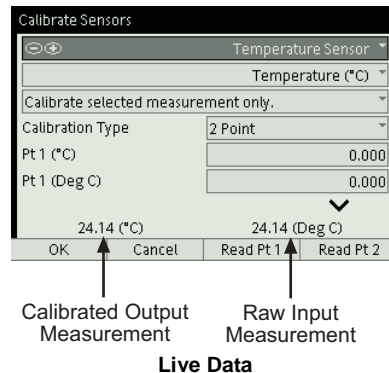 Calibrate Sensors
Temperature Sensor
Temperature (°C)
Calibrate selected measurement only.
Calibration Type 2 Point
Pt 1 (°C) 0.000
Pt 1 (Deg C) 0.000
24.14 (°C) 24.14 (Deg C)
OK Cancel Read Pt 1 Read Pt 2
Calibrated Output Raw Input
Measurement Measurement
Live Data